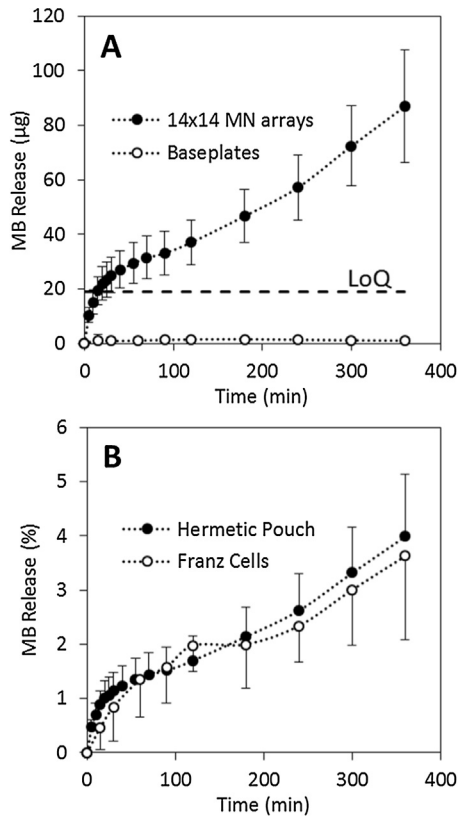 A
120
100
80
60
40
20
0
MB Release (µg)
14x14 MN arrays
Baseplates
LoQ
0 100 200 300 400
Time (min)
B
6
5
4
3
2
1
0
MB Release (%)
Hermetic Pouch
Franz Cells
0 100 200 300 400
Time (min)